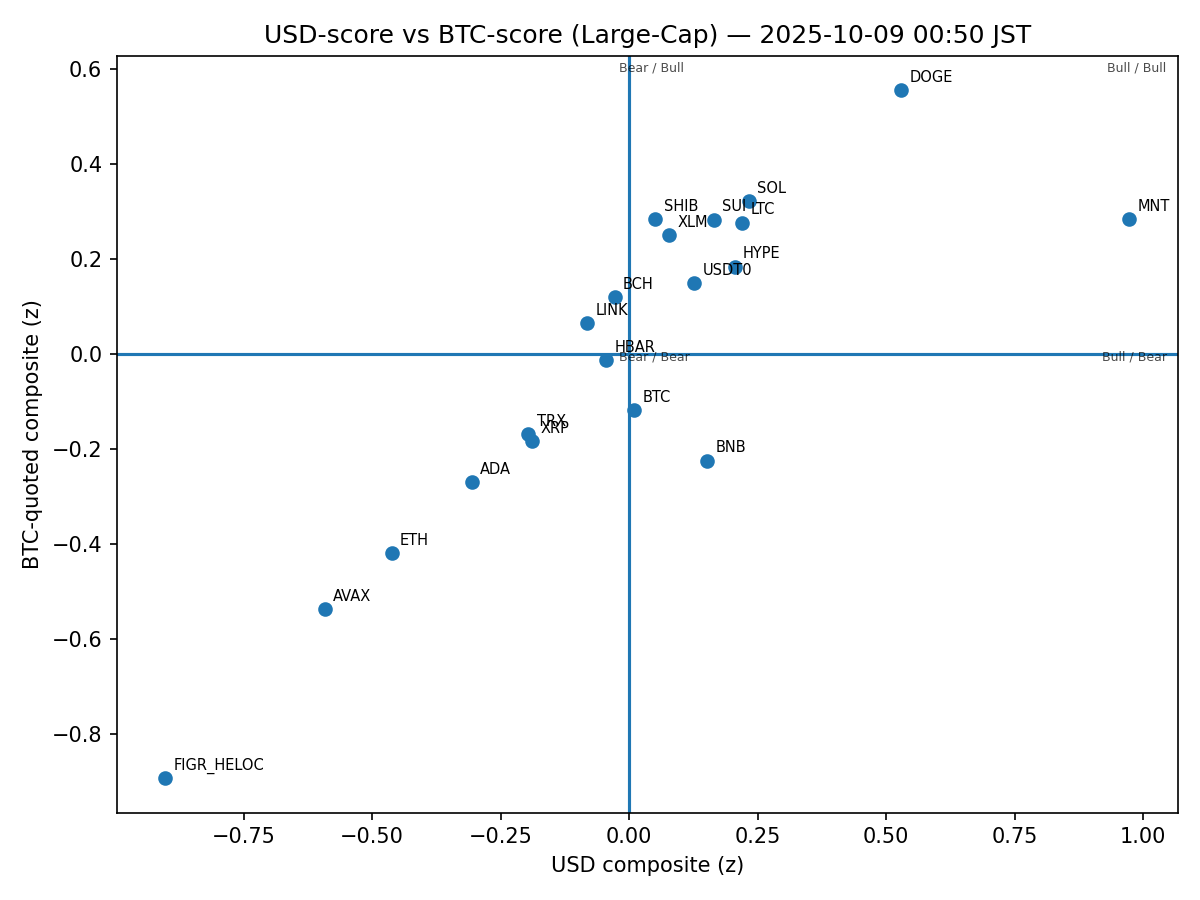 USD-score vs BTC-score (Large-Cap) — 2025-10-09 00:50 JST
Bear / Bull
Bull / Bull
0.6
DOGE
0.4
SOL
SHIB
SUI
LTC
MNT
XLM
0.2
HYPE
USDT0
BCH
LINK
HBAR
0.0
Bear / Bear
Bull / Bear
BTC
TRX
XRP
−0.2
BNB
ADA
−0.4
ETH
AVAX
−0.6
−0.8
FIGR_HELOC
BTC-quoted composite (z)
−0.75
−0.50
−0.25
0.00
0.25
0.50
0.75
1.00
USD composite (z)